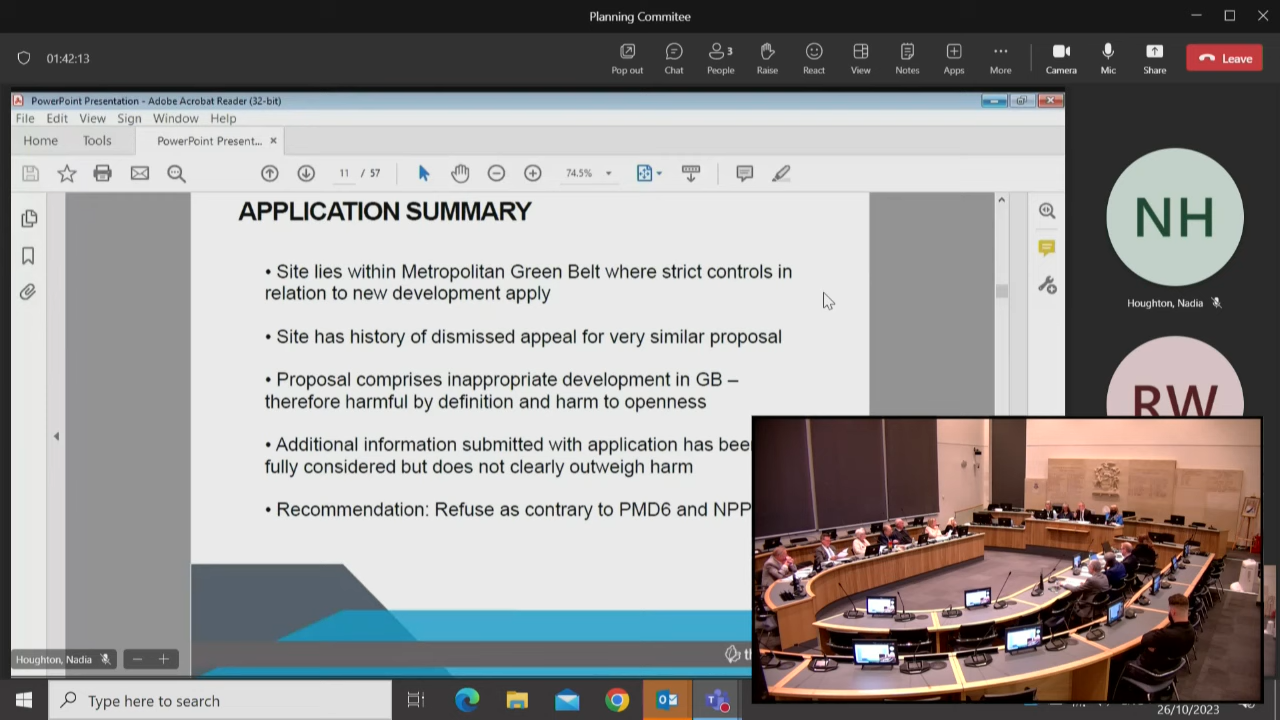 Planning Commitee
01:42:13
Pop out
Chat
People
3
Raise
React
View
Notes
Apps
More
Camera
Mic
Share
Leave
PowerPoint Presentation - Adobe Acrobat Reader (32-bit)
File Edit View Sign Window Help
Home Tools PowerPoint Present...
11 / 57
74.5%
APPLICATION SUMMARY
• Site lies within Metropolitan Green Belt where strict controls in
relation to new development apply
• Site has history of dismissed appeal for very similar proposal
• Proposal comprises inappropriate development in GB –
therefore harmful by definition and harm to openness
• Additional information submitted with application has bee
fully considered but does not clearly outweigh harm
• Recommendation: Refuse as contrary to PMD6 and NPP
NH
Houghton, Nadia
RW
Houghton, Nadia
Type here to search
26/10/2023